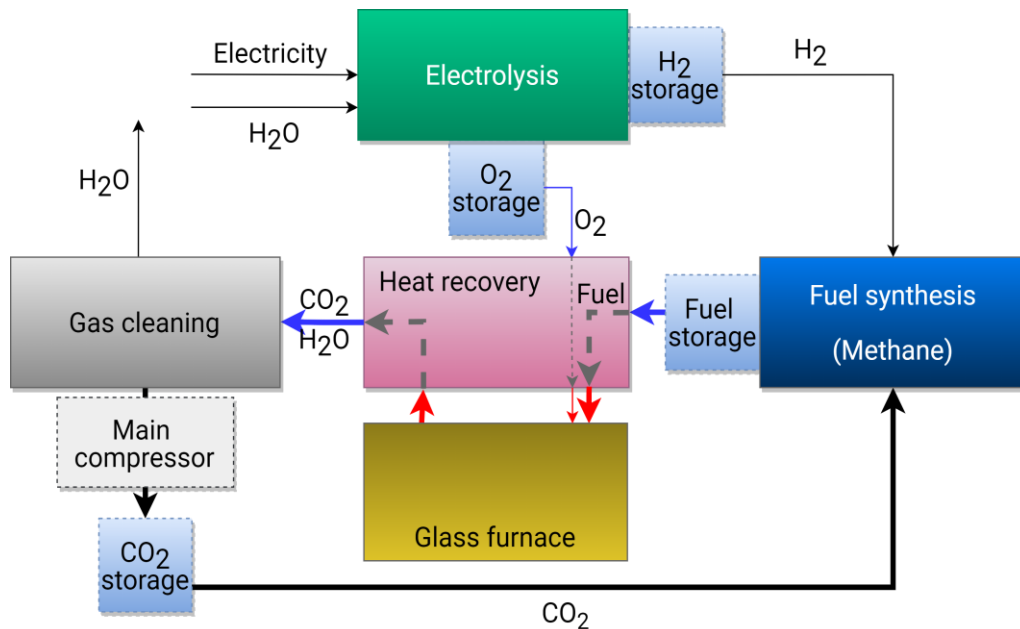 Electricity
H₂O
Electrolysis
H₂
storage
H₂
H₂O
O₂
storage
O₂
Gas cleaning
CO₂
H₂O
Heat recovery
Fuel
Fuel
storage
Fuel synthesis
(Methane)
Main
compressor
Glass furnace
CO₂
storage
CO₂